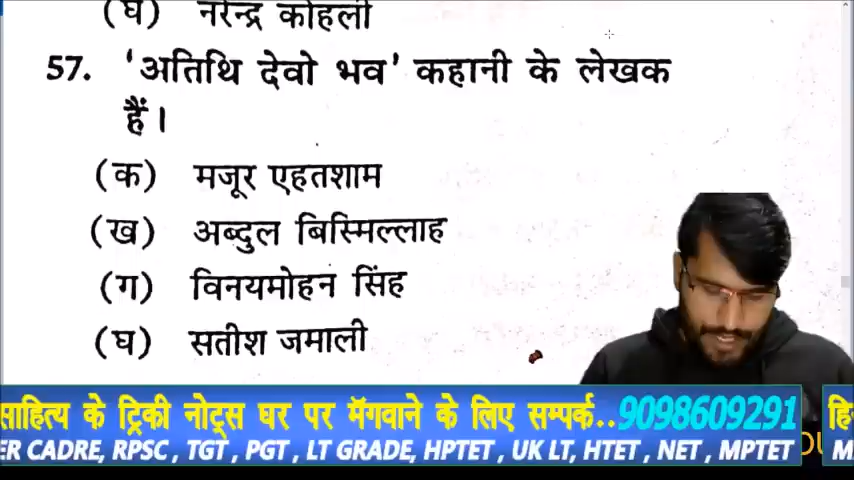 (घ) नरेन्द्र कोहली
57. 'अतिथि देवो भव' कहानी के लेखक
हैं।
(क) मजूर एहतशाम
(ख) अब्दुल बिस्मिल्लाह
(ग) विनयमोहन सिंह
(घ) सतीश जमाली
साहित्य के ट्रिकी नोट्स घर पर मॅगवाने के लिए सम्पर्क..9098609291
ER CADRE, RPSC , TGT , PGT , LT GRADE, HPTET , UK LT, HTET , NET , MPTET